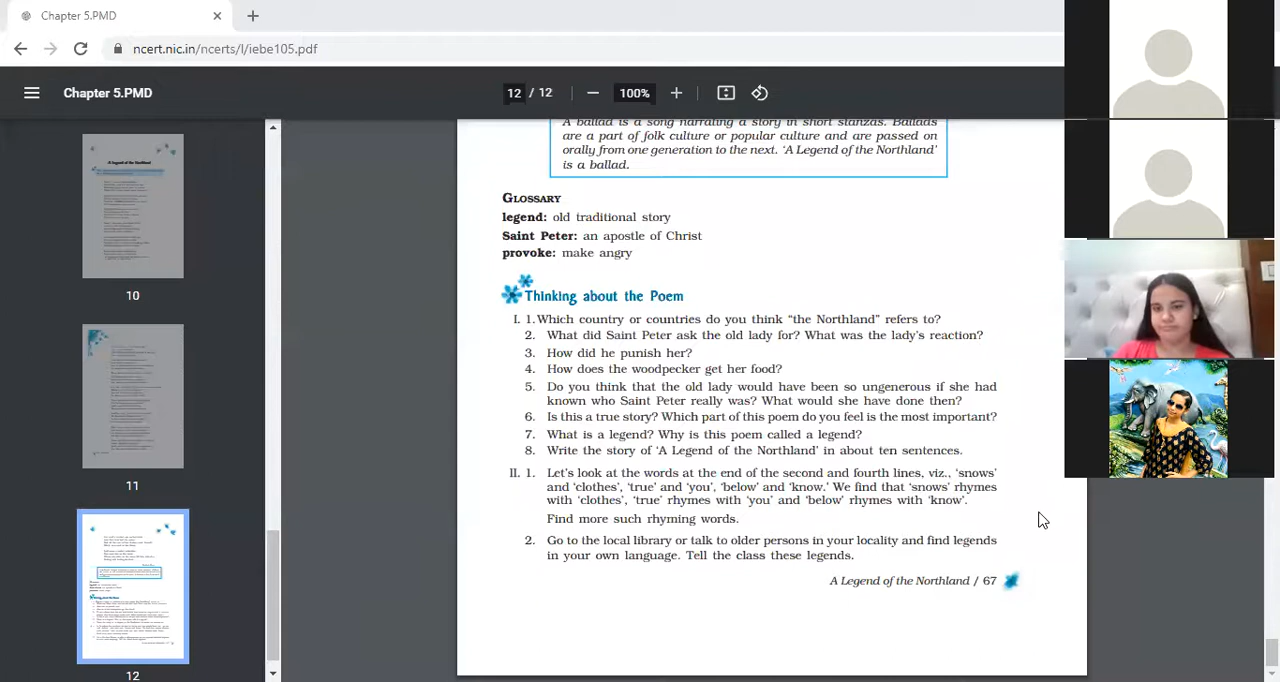 Chapter 5.PMD
ncert.nic.in/ncerts/l/iebe105.pdf
Chapter 5.PMD
12 / 12
100%
A ballad is a song narrating a story in short stanzas. Ballads
are a part of folk culture or popular culture and are passed on
orally from one generation to the next. 'A Legend of the Northland'
is a ballad.
GLOSSARY
legend: old traditional story
Saint Peter: an apostle of Christ
provoke: make angry
Thinking about the Poem
I. 1. Which country or countries do you think "the Northland" refers to?
2. What did Saint Peter ask the old lady for? What was the lady's reaction?
3. How did he punish her?
4. How does the woodpecker get her food?
5. Do you think that the old lady would have been so ungenerous if she had
known who Saint Peter really was? What would she have done then?
6. Is this a true story? Which part of this poem do you feel is the most important?
7. What is a legend? Why is this poem called a legend?
8. Write the story of 'A Legend of the Northland' in about ten sentences.
II. 1. Let's look at the words at the end of the second and fourth lines, viz., 'snows'
and 'clothes', 'true' and 'you', 'below' and 'know.' We find that 'snows' rhymes
with 'clothes', 'true' rhymes with 'you' and 'below' rhymes with 'know'.
Find more such rhyming words.
2. Go to the local library or talk to older persons in your locality and find legends
in your own language. Tell the class these legends.
A Legend of the Northland / 67
A Legend of the Northland
10
11
12